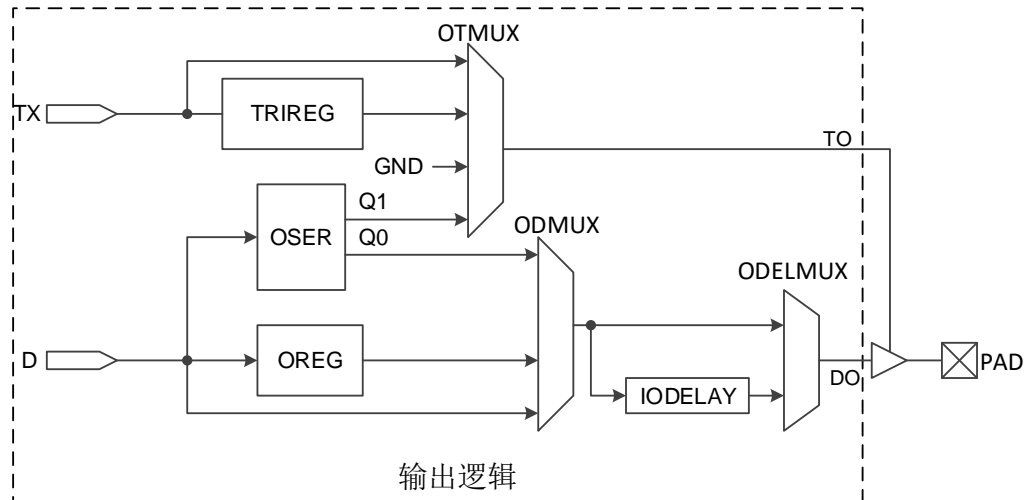 OTMUX
TX
TRIREG
TO
GND
Q1
OSER
Q0
ODMUX
ODELMUX
D
OREG
DO
PAD
IODELAY
输出逻辑